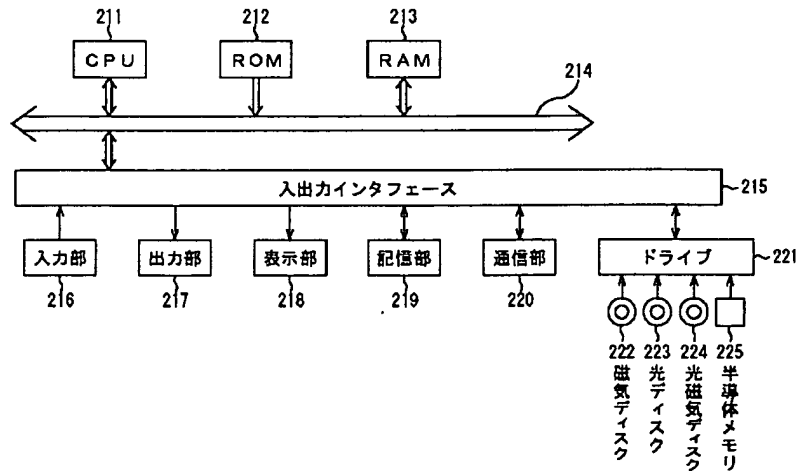 211
212
213
CPU
ROM
RAM
214
入出力インタフェース
215
入力部
出力部
表示部
記憶部
通信部
ドライブ
221
216
217
218
219
220
222
223
224
225
磁気ディスク
光ディスク
光磁気ディスク
半導体メモリ